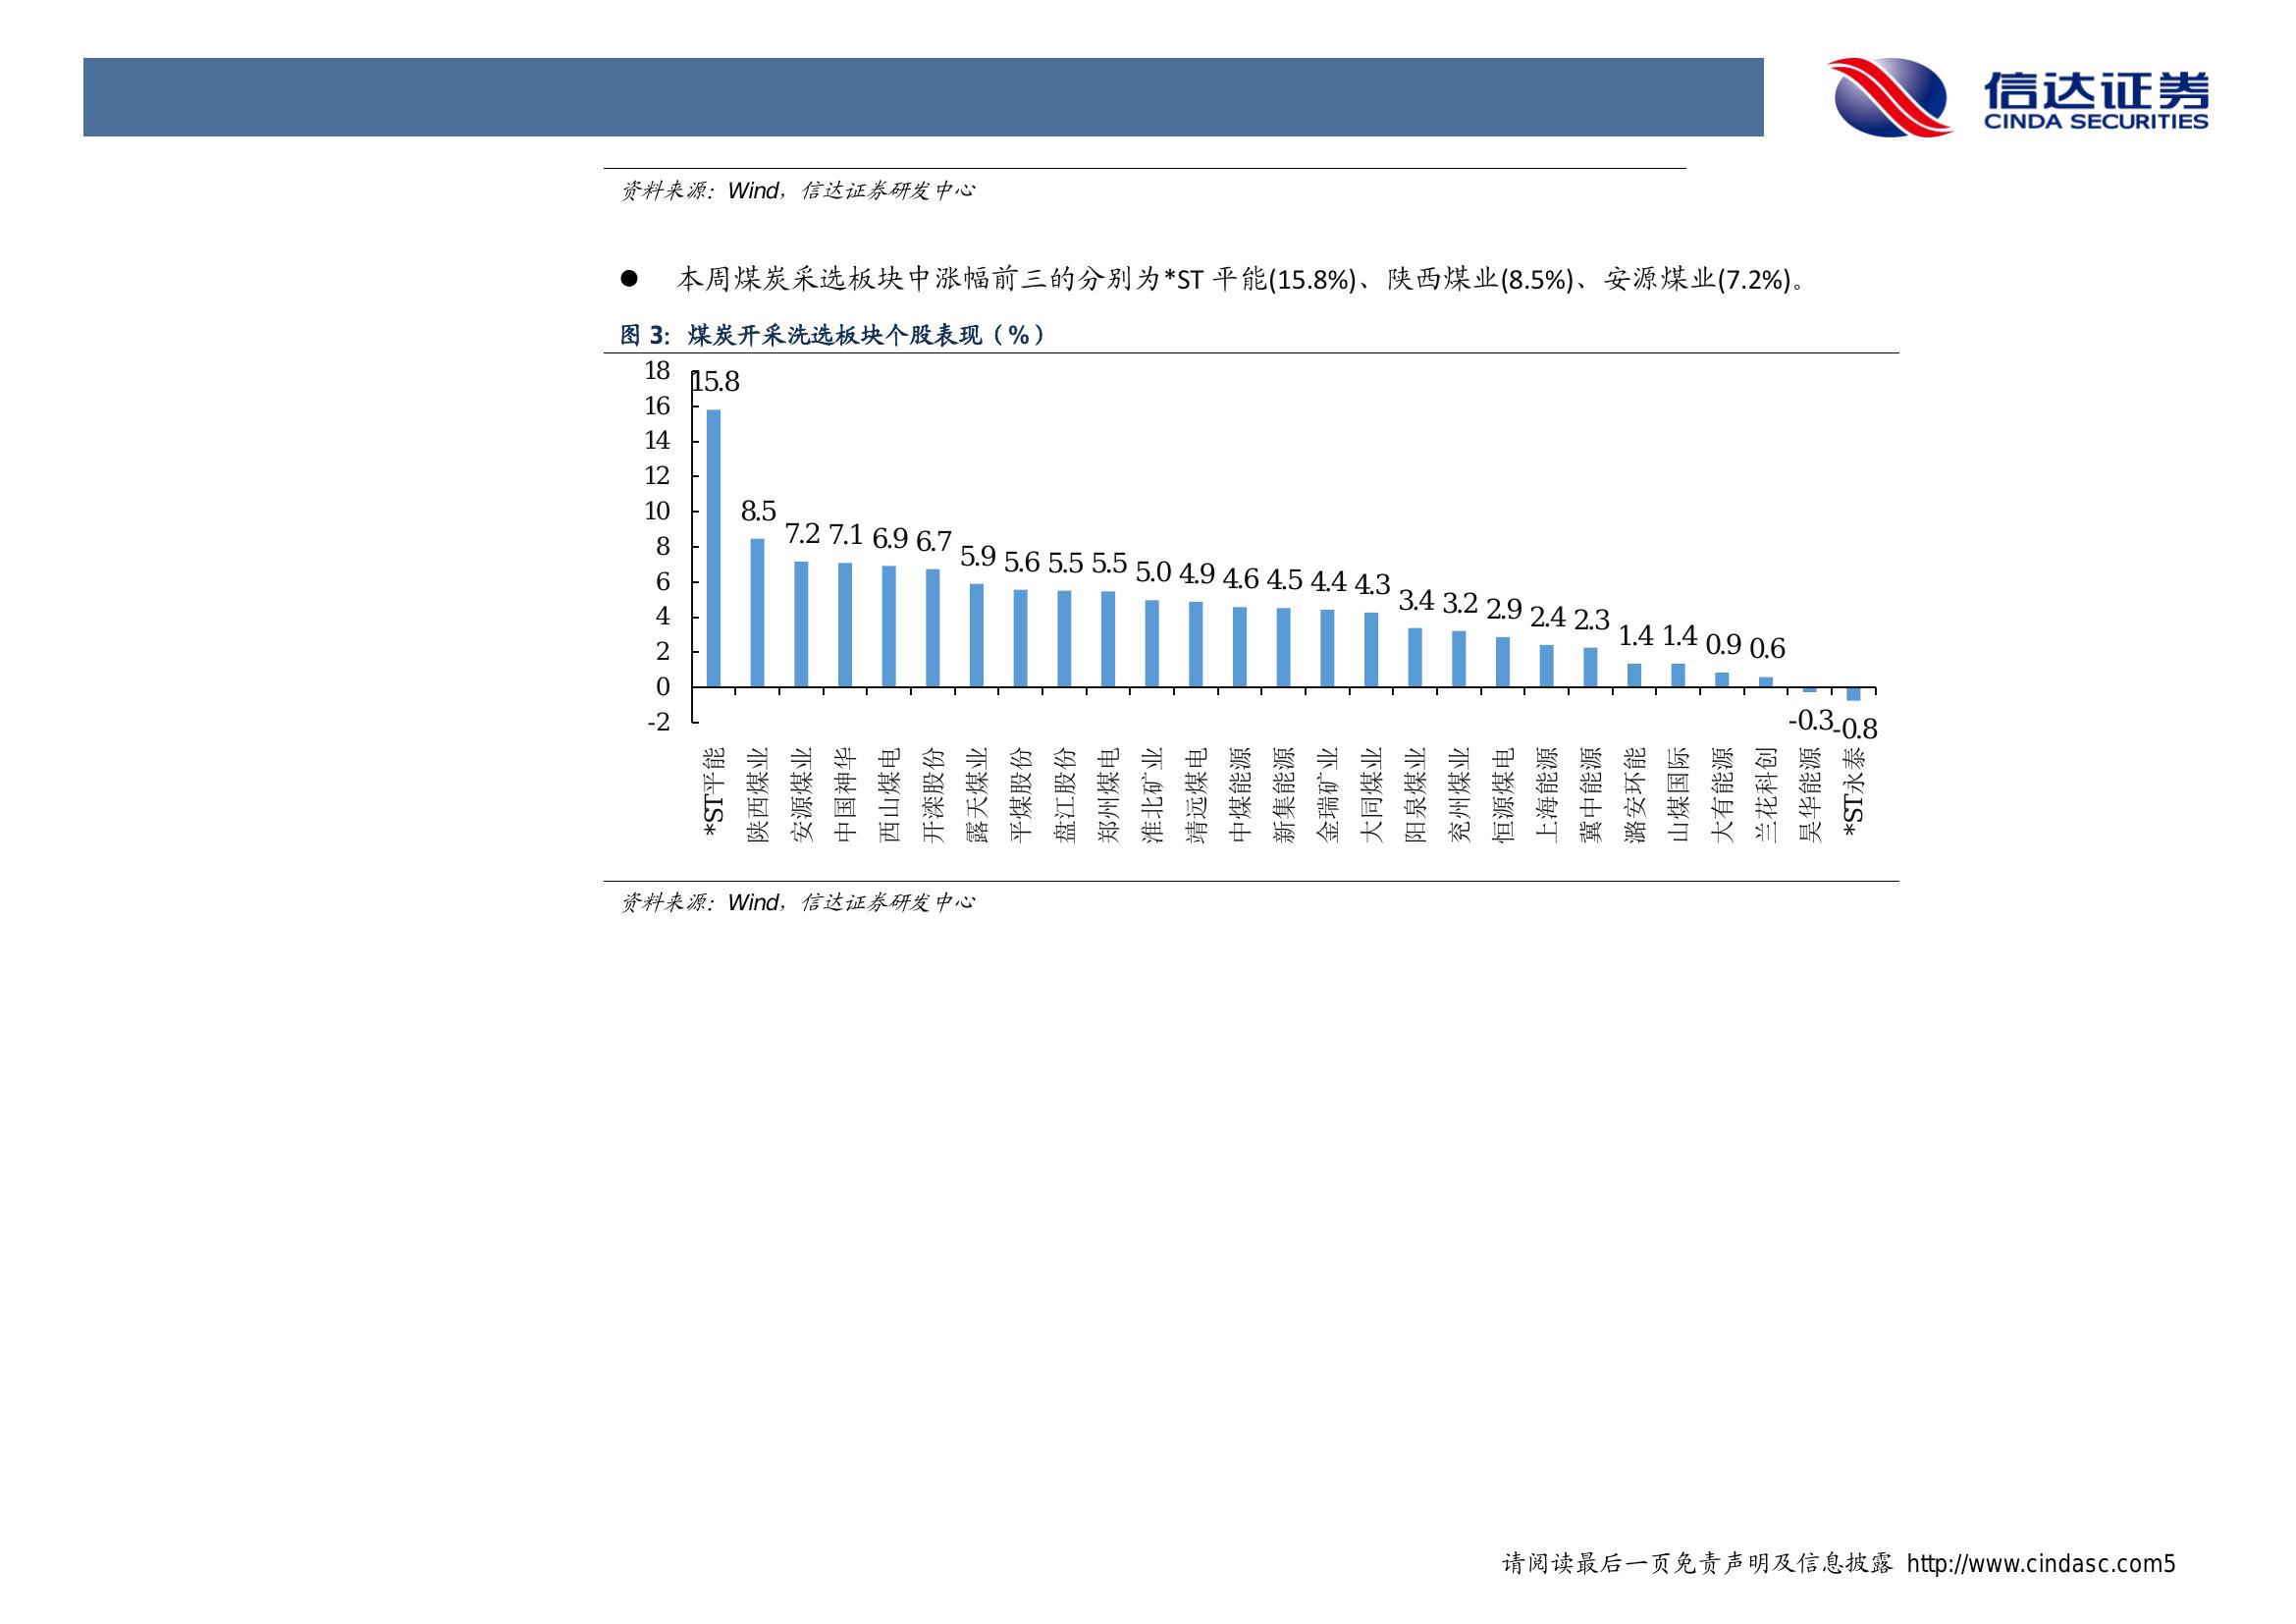 信达证券
CINDA SECURITIES
资料来源：Wind，信达证券研发中心
● 本周煤炭采选板块中涨幅前三的分别为*ST 平能(15.8%)、陕西煤业(8.5%)、安源煤业(7.2%)。
图 3：煤炭开采洗选板块个股表现（%）
18
16
14
12
10
8
6
4
2
0
-2
15.8
8.5
7.2
7.1
6.9
6.7
5.9
5.6
5.5
5.5
5.0
4.9
4.6
4.5
4.4
4.3
3.4
3.2
2.9
2.4
2.3
1.4
1.4
0.9
0.6
-0.3
-0.8
*ST平能
陕西煤业
安源煤业
中国神华
西山煤电
开滦股份
露天煤业
平煤股份
盘江股份
郑州煤电
淮北矿业
靖远煤电
中煤能源
新集能源
金瑞矿业
大同煤业
阳泉煤业
兖州煤业
恒源煤电
上海能源
冀中能源
潞安环能
山煤国际
大有能源
兰花科创
昊华能源
*ST永泰
资料来源：Wind，信达证券研发中心
请阅读最后一页免责声明及信息披露 http://www.cindasc.com5